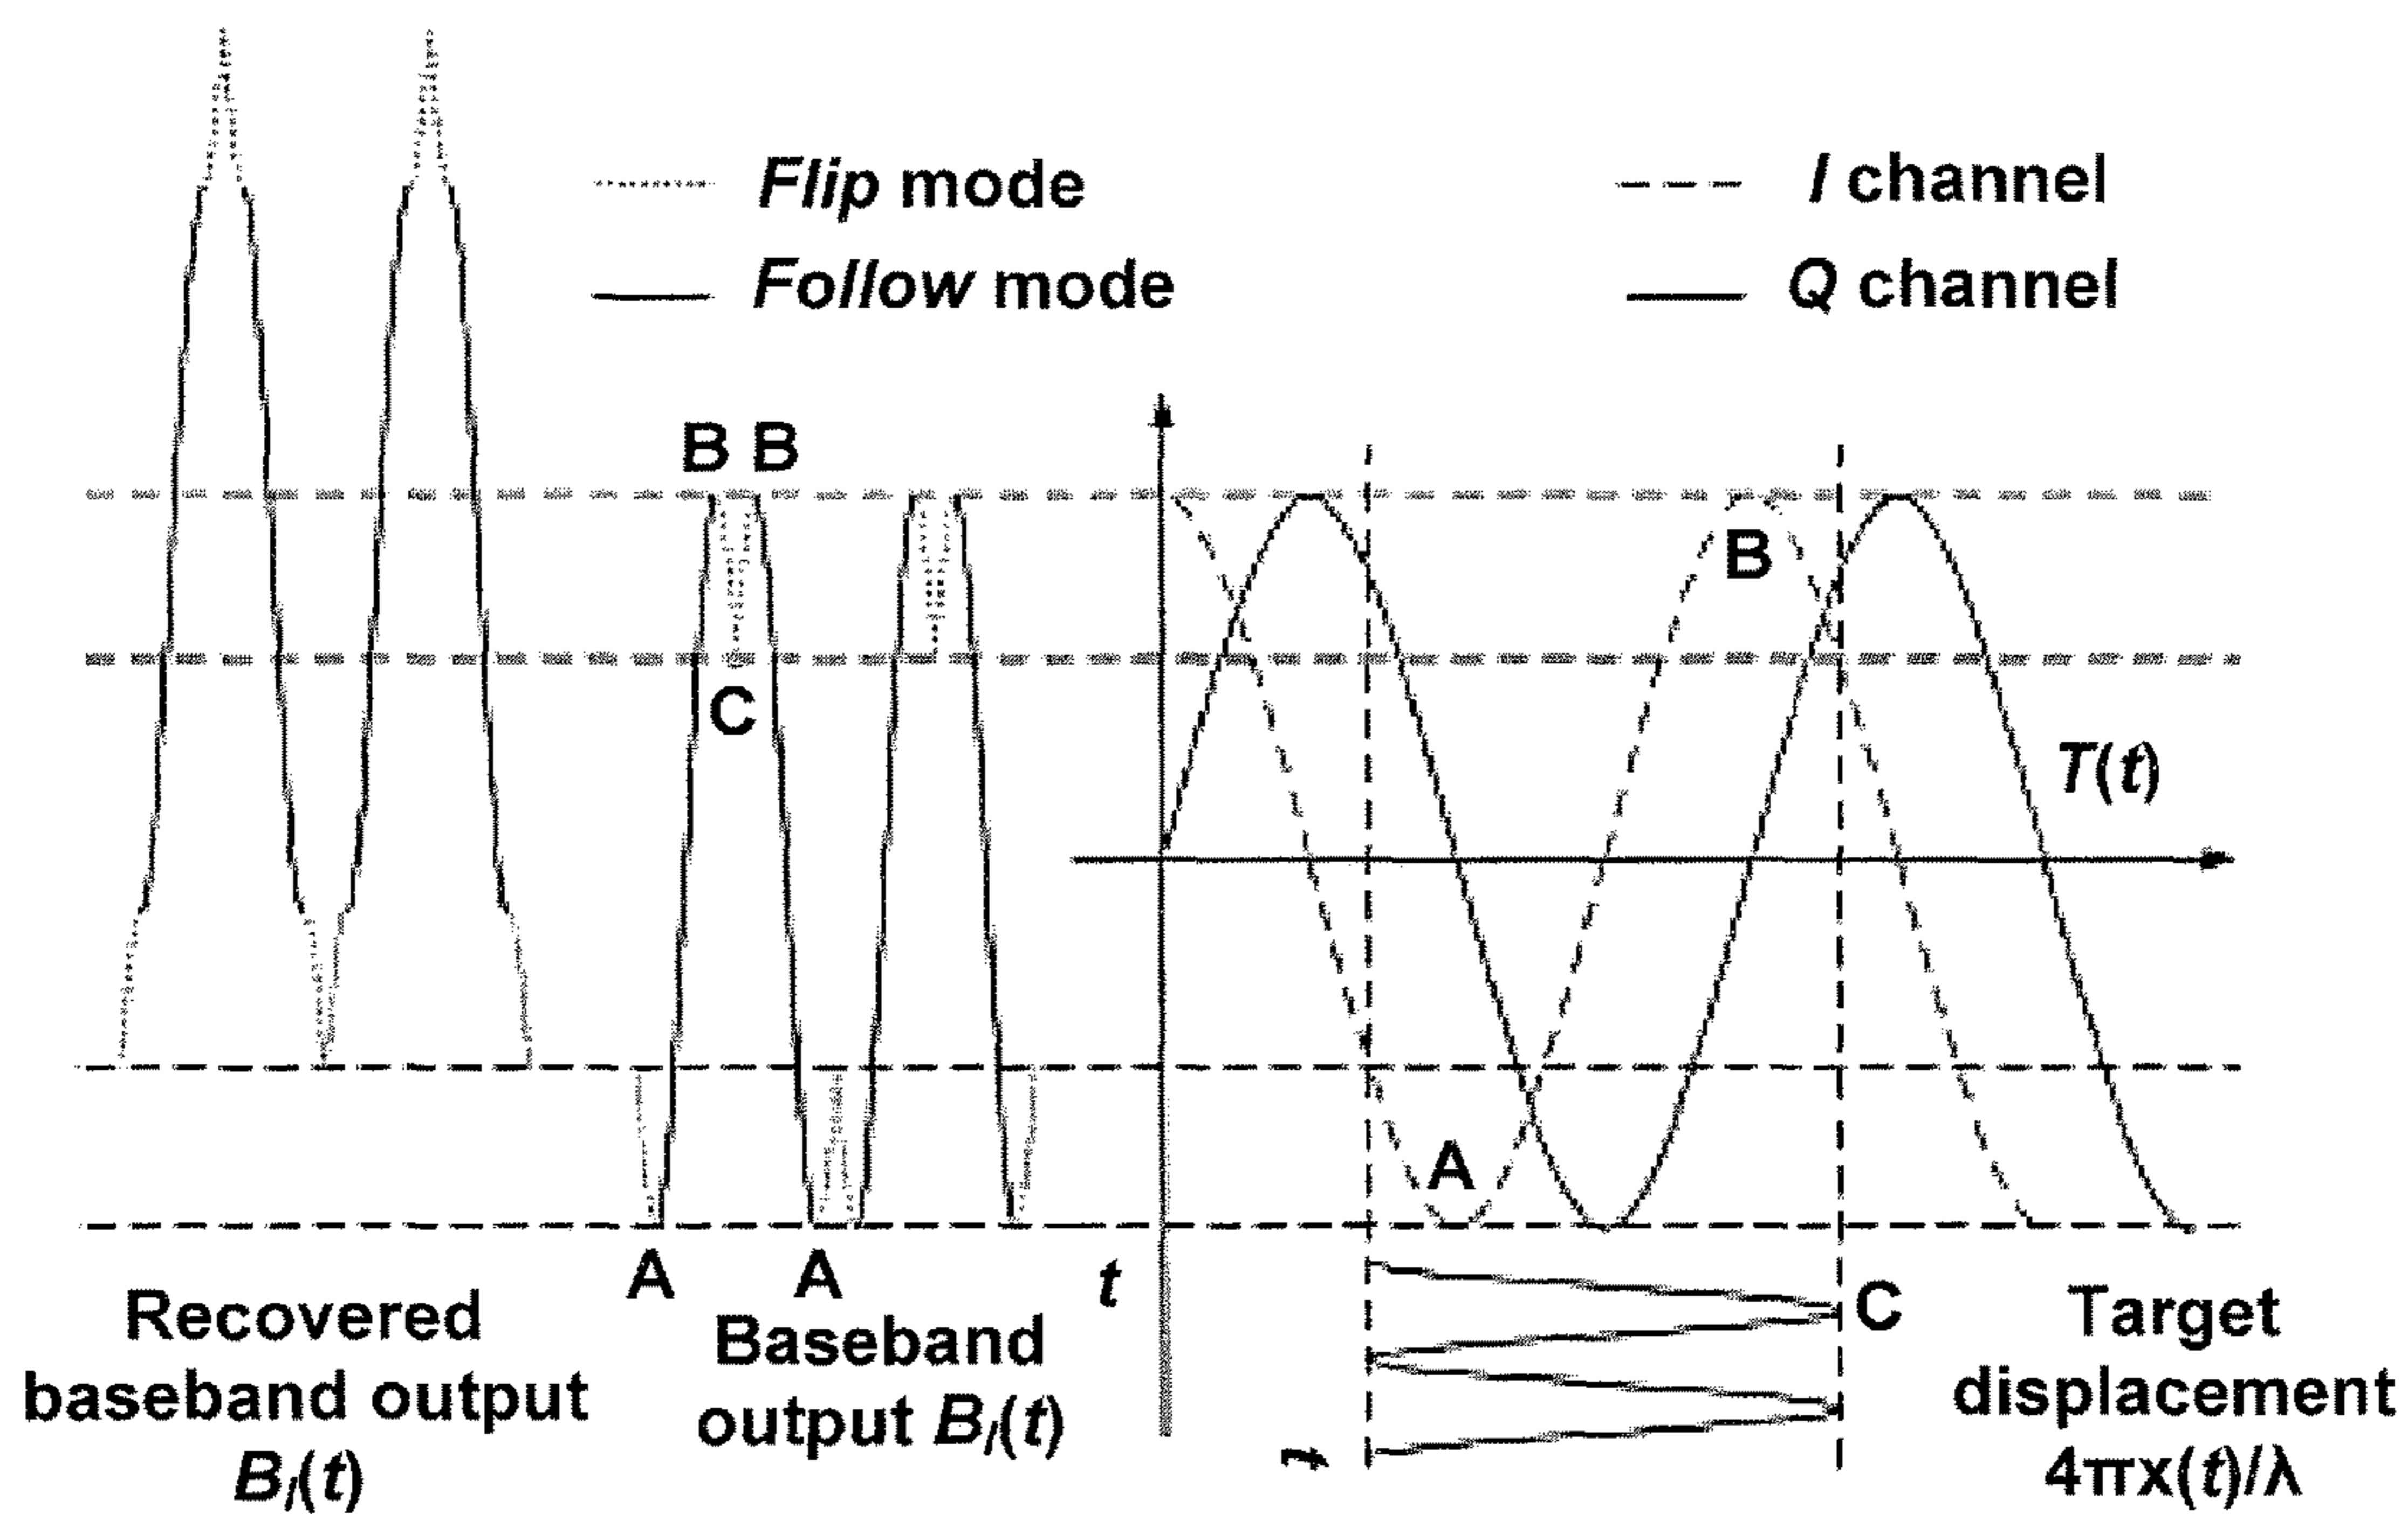 Flip mode
Follow mode
I channel
Q channel
B B
C
B
T(t)
A
A A
t
C
t
Recovered
baseband output
BI(t)
Baseband
output BI(t)
Target
displacement
4πx(t)/λ